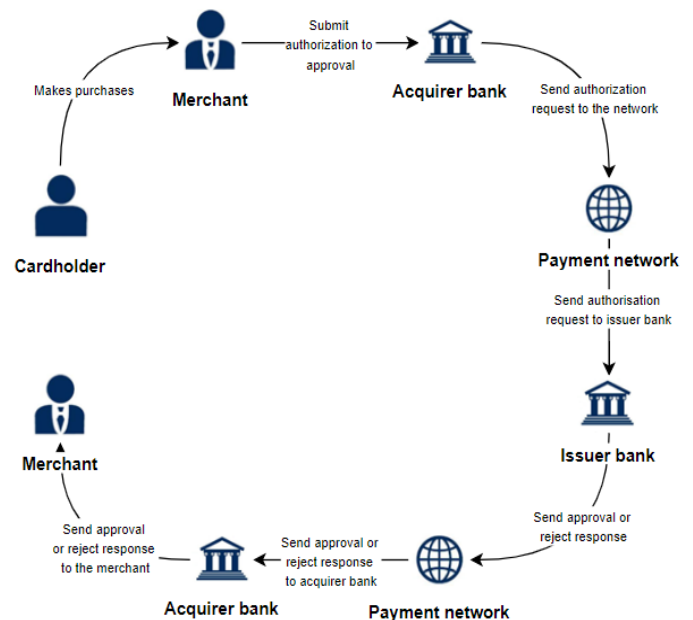 Submit
authorization to
approval
Makes purchases
Merchant
Acquirer bank
Send authorization
request to the network
Cardholder
Payment network
Send authorisation
request to issuer bank
Merchant
Issuer bank
Send approval or
reject response
Send approval or
reject response
to acquirer bank
Send approval
or reject response
to the merchant
Acquirer bank
Payment network